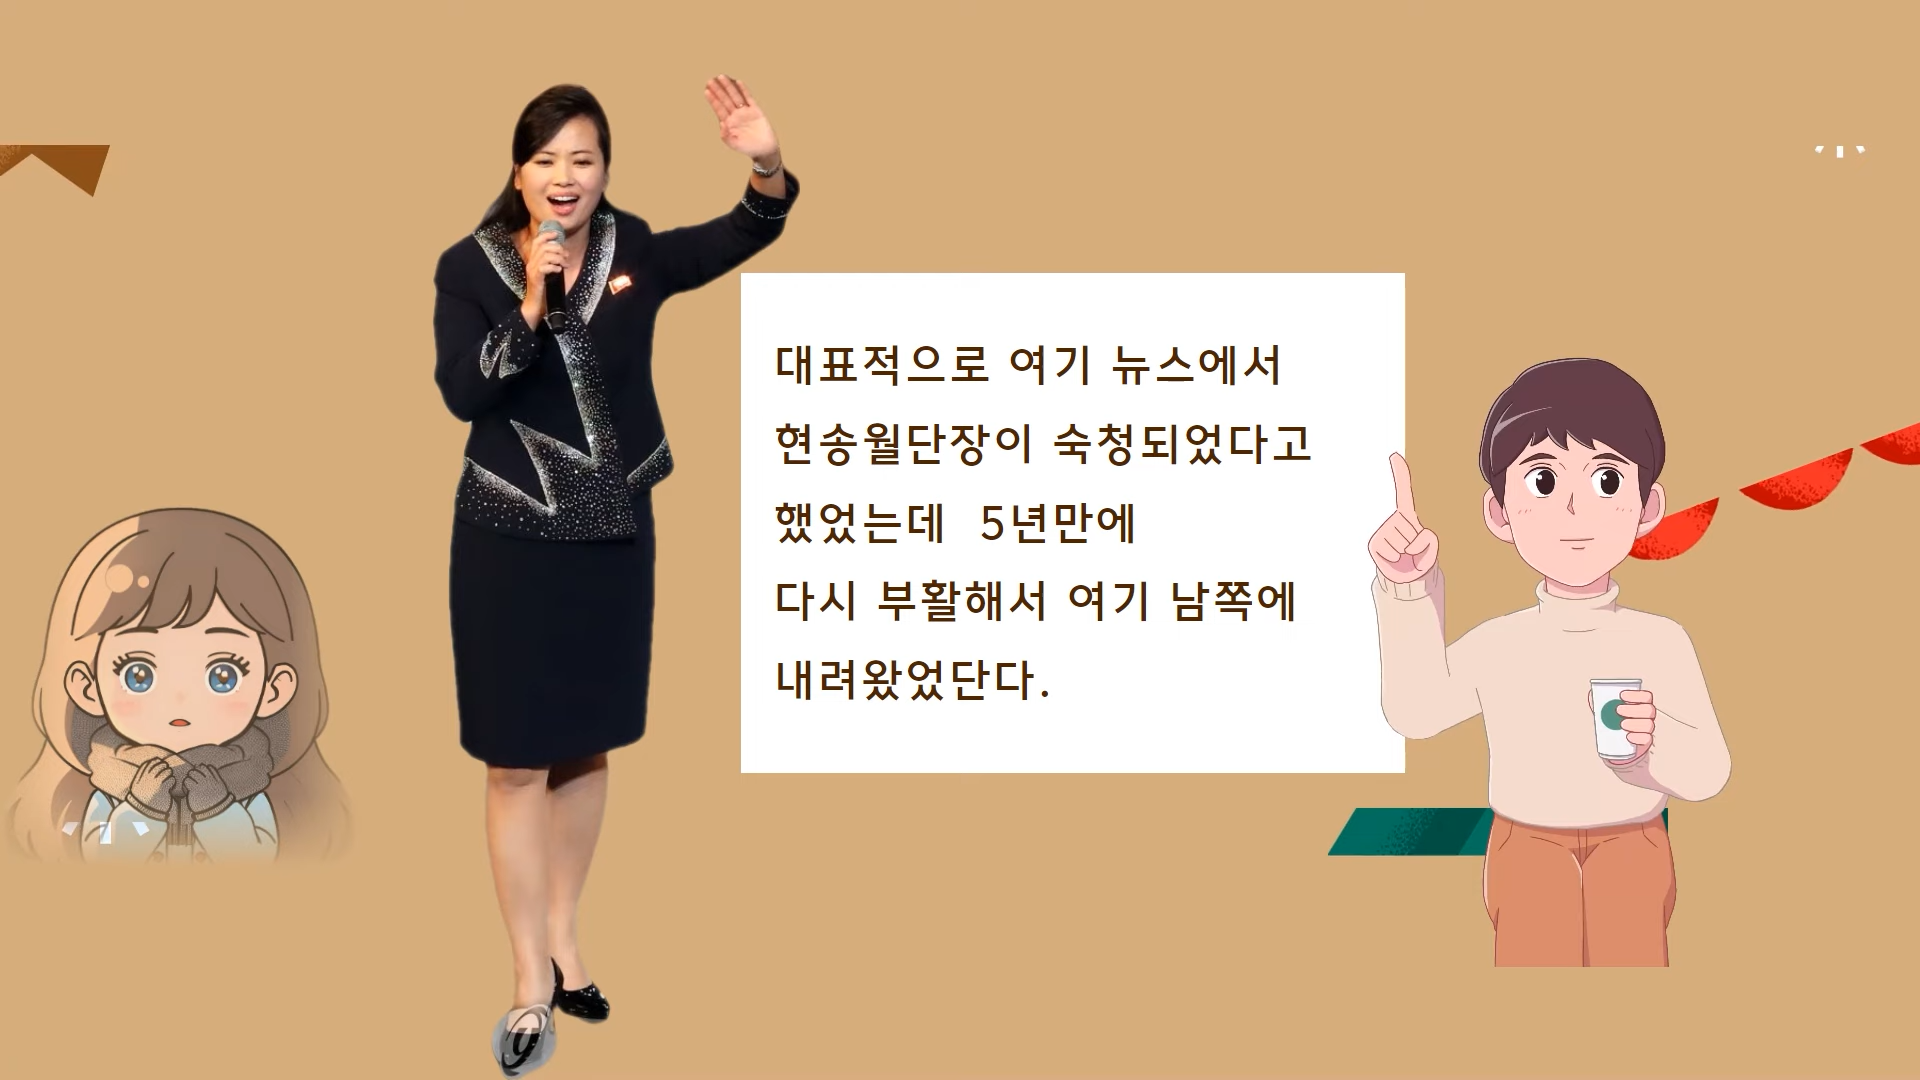 대표적으로 여기 뉴스에서
현송월단장이 숙청되었다고
했었는데  5년만에
다시 부활해서 여기 남쪽에
내려왔었단다.